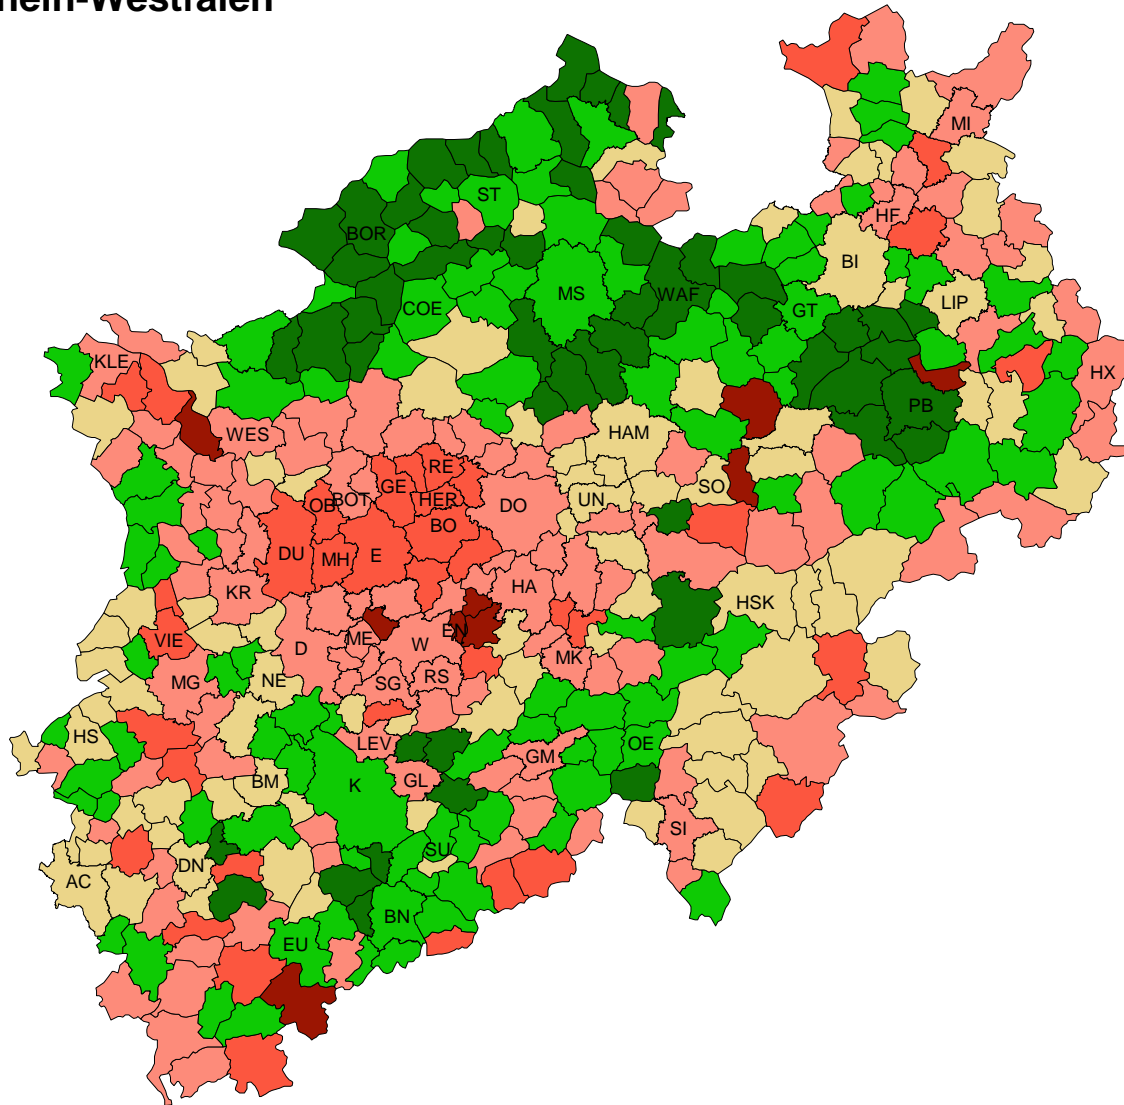 hein-Westfalen
MI
ST
HF
BOR
BI
MS
WAF
LIP
COE
GT
KLE
HX
PB
WES
HAM
RE
GE
SO
BOT
HER
UN
OB
DO
BO
DU
MH
E
HA
KR
HSK
EN
VIE
ME
W
D
MK
RS
NE
MG
SG
HS
LEV
OE
GM
BM
GL
K
SI
SU
DN
AC
BN
EU